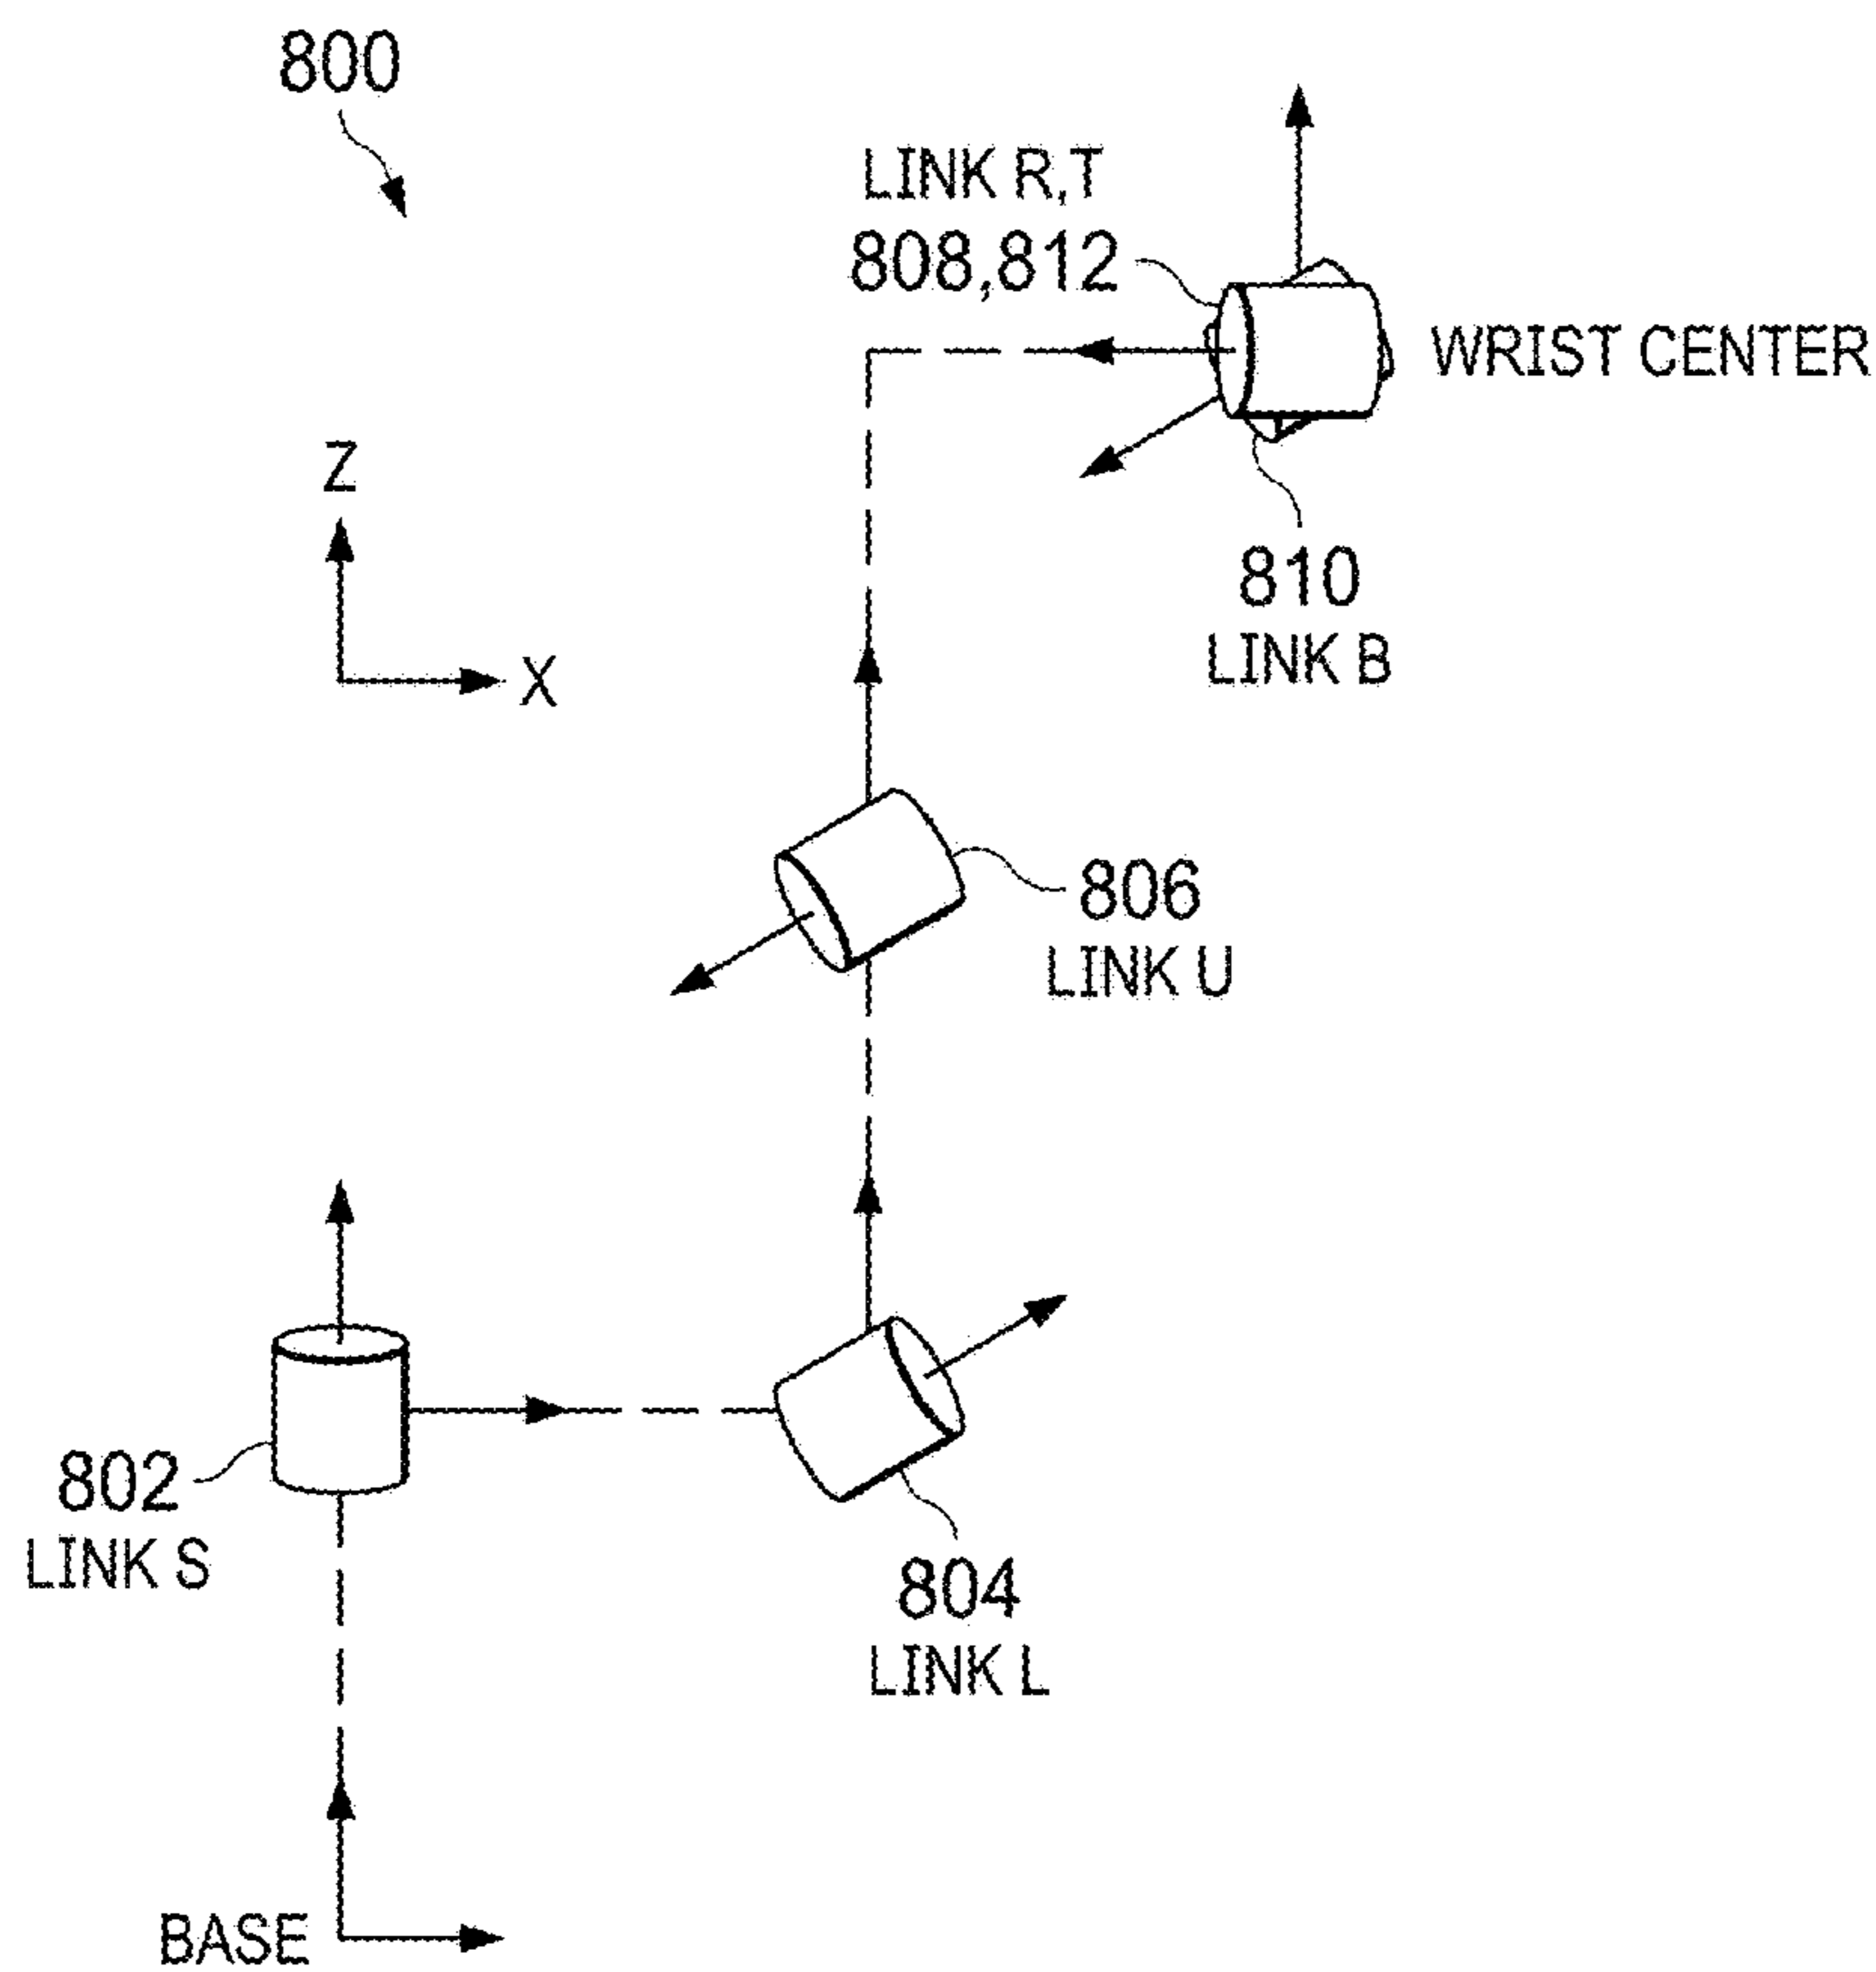 800
LINK R,T
808,812
WRIST CENTER
Z
X
810
LINK B
806
LINK U
802
LINK S
804
LINK L
BASE